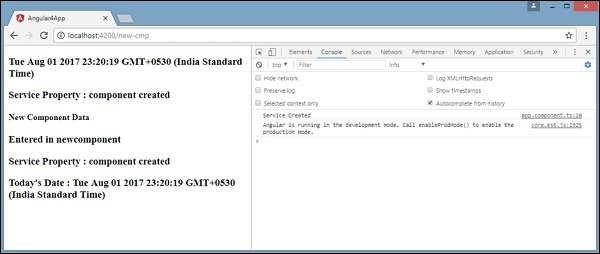 Angular4App
localhost:4200/new-cmp
Tue Aug 01 2017 23:20:19 GMT+0530 (India Standard
Time)
Service Property : component created
New Component Data
Entered in newcomponent
Service Property : component created
Today's Date : Tue Aug 01 2017 23:20:19 GMT+0530
(India Standard Time)
Elements Console Sources Network Performance Memory Application Security Audits
top Filter Info
Hide network Log XMLHttpRequests
Preserve log Show timestamps
Selected context only Autocomplete from history
Service Created app.component.ts:20
Angular is running in the development mode. Call enableProdMode() to enable the core.es5.js:2925
production mode.